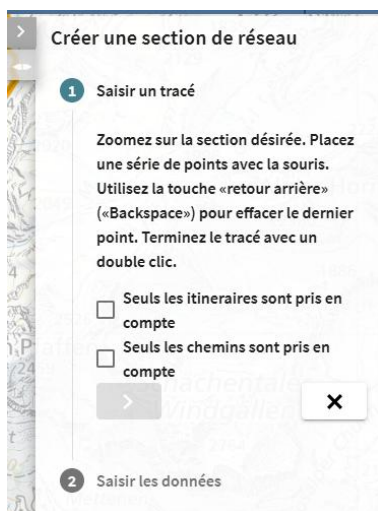 Créer une section de réseau
1 Saisir un tracé
Zoomez sur la section désirée. Placez
une série de points avec la souris.
Utilisez la touche «retour arrière»
(«Backspace») pour effacer le dernier
point. Terminez le tracé avec un
double clic.
Seuls les itineraires sont pris en
compte
Seuls les chemins sont pris en
compte
2 Saisir les données